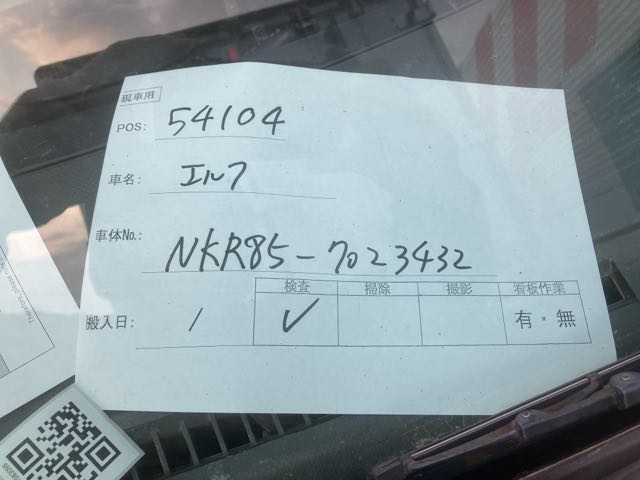 現車用
POS: 54104
車名: エルフ
車体No.: NKR85-7023432
検査 掃除 撮影 看板作業
搬入日: / ✓ 有・無